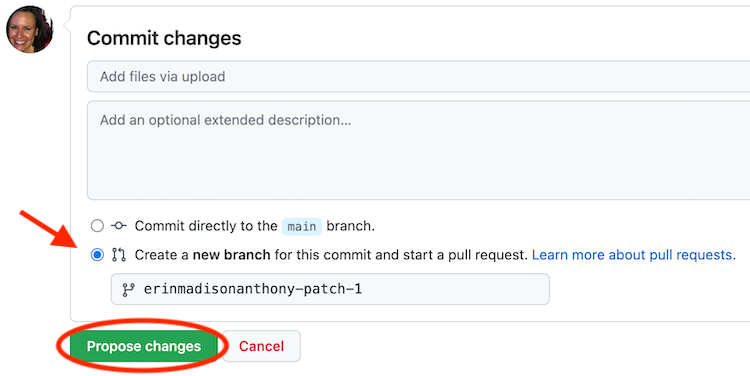 Commit changes
Add files via upload
Add an optional extended description...
Commit directly to the main branch.
Create a new branch for this commit and start a pull request. Learn more about pull requests.
erinmadisonanthony-patch-1
Propose changes Cancel